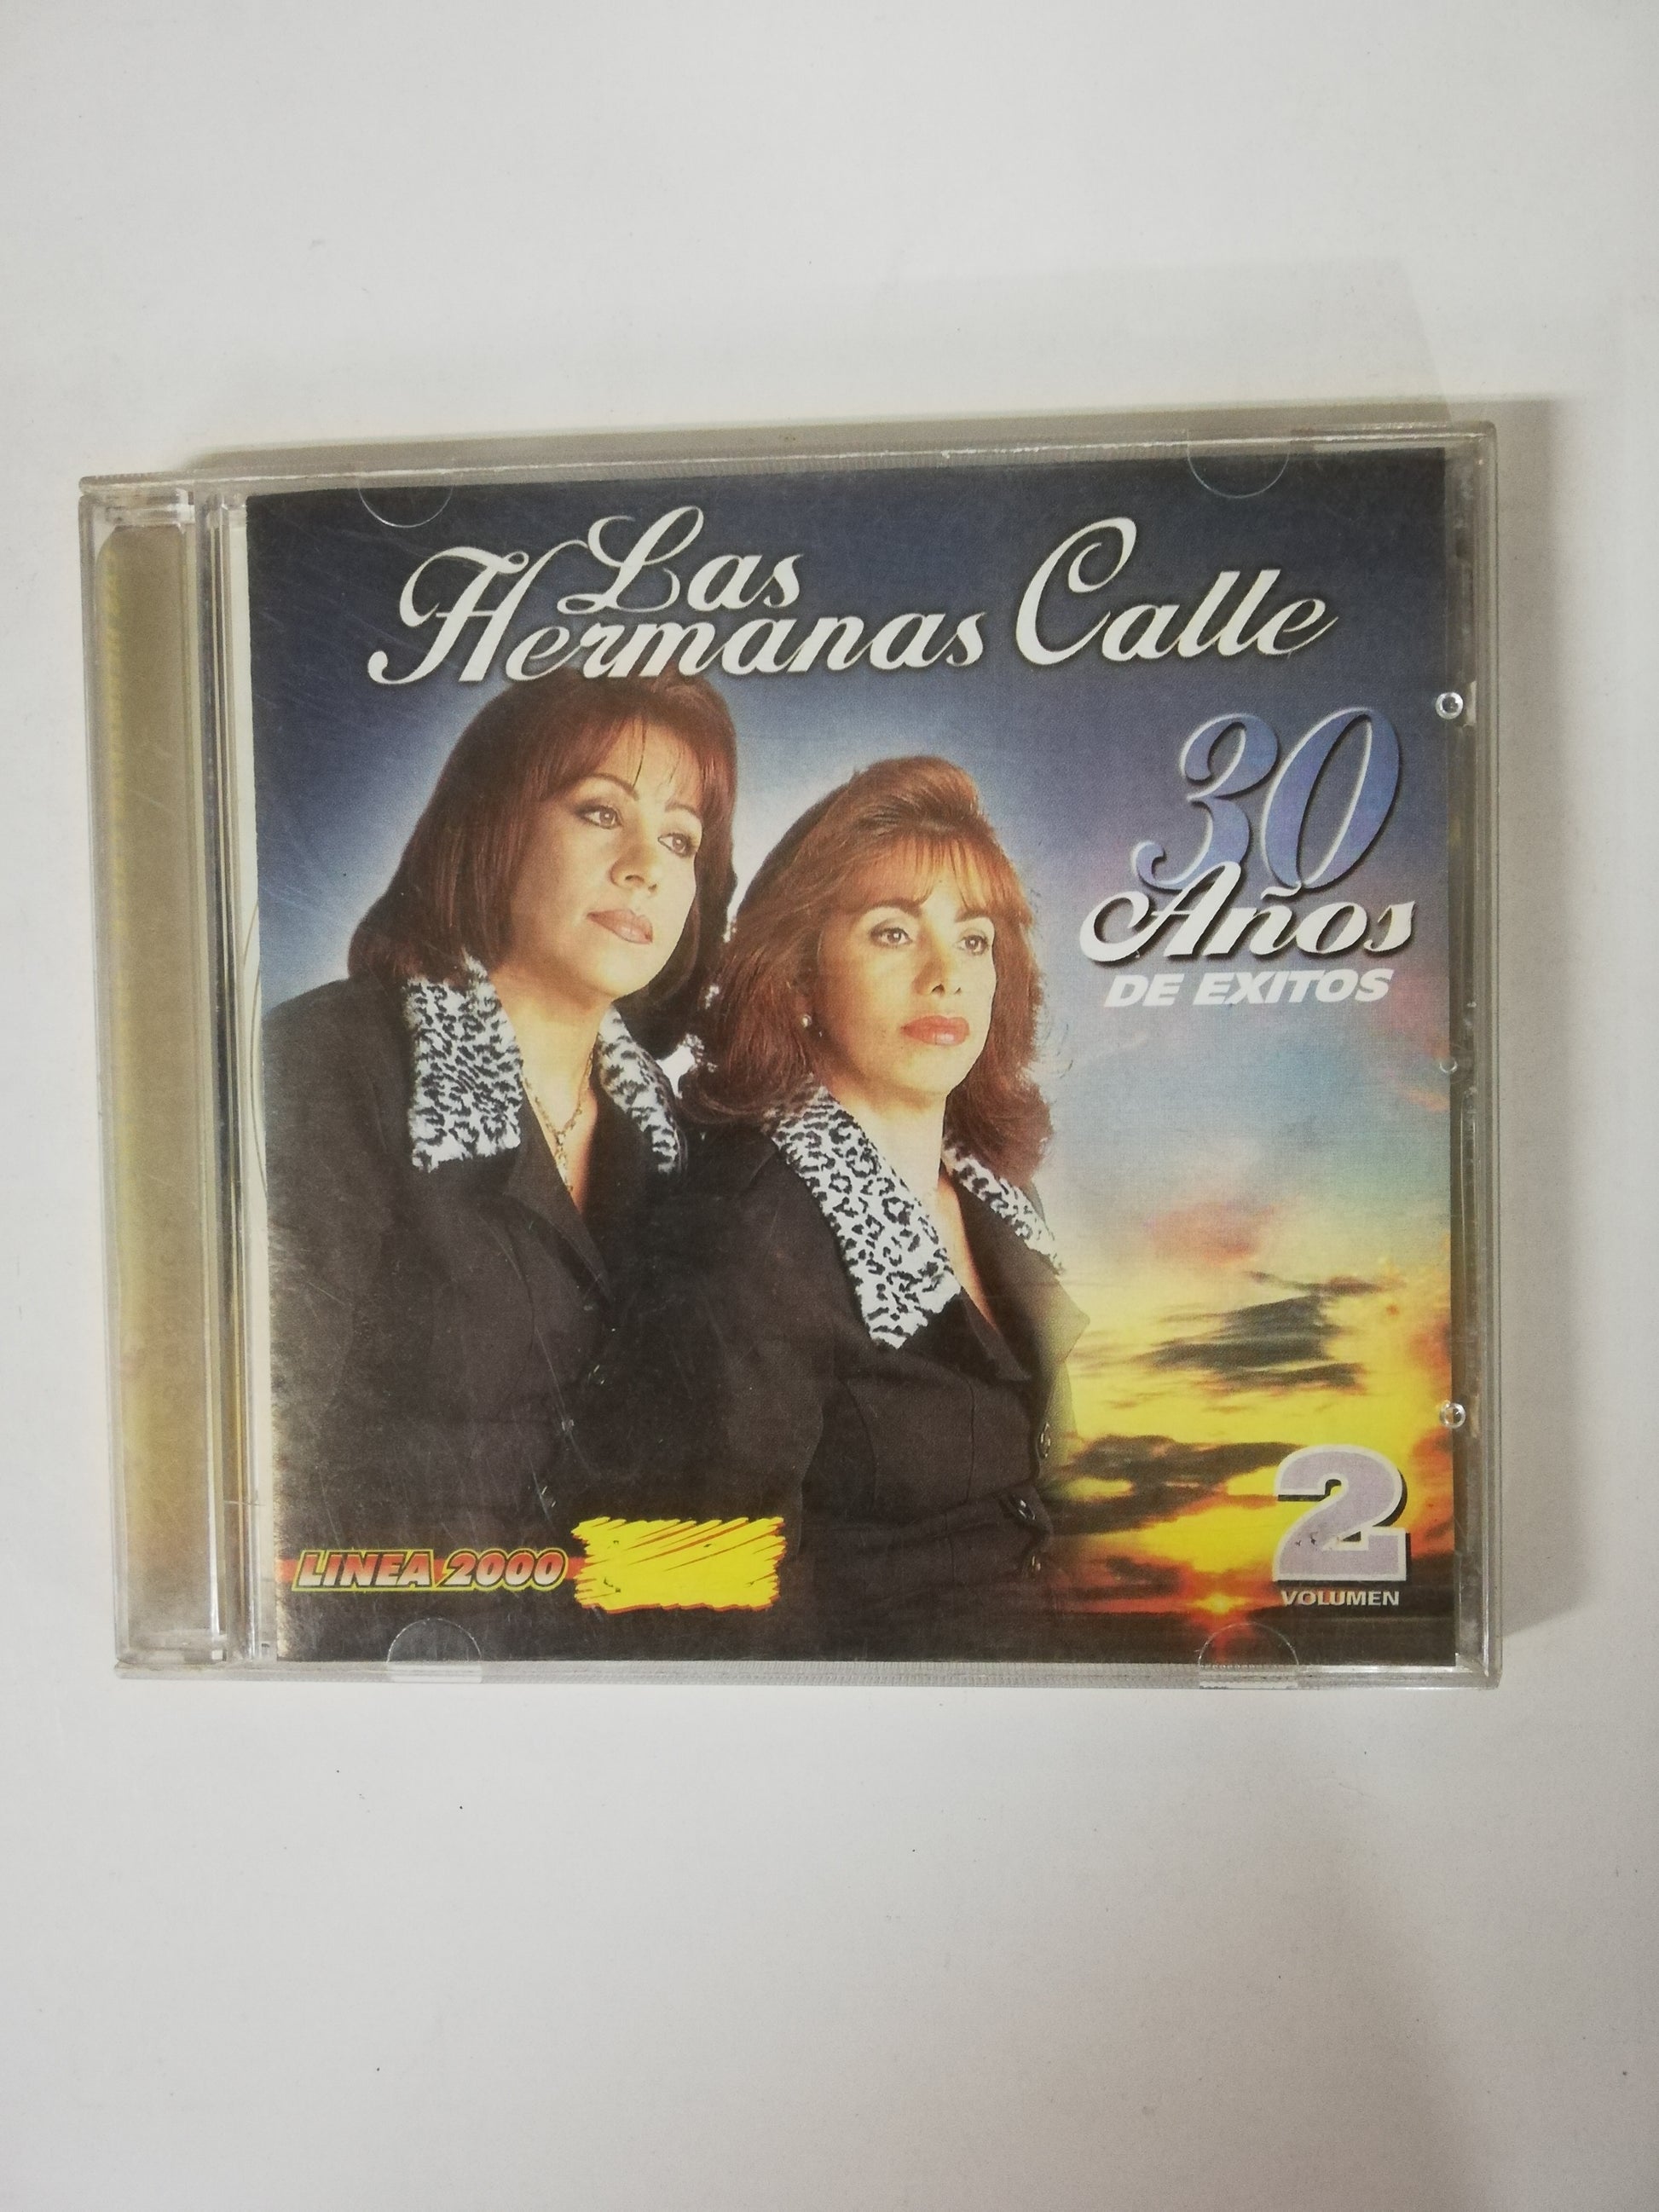 Las
Hermanas Calle
30
Años
DE EXITOS
LINEA 2000
2
VOLUMEN